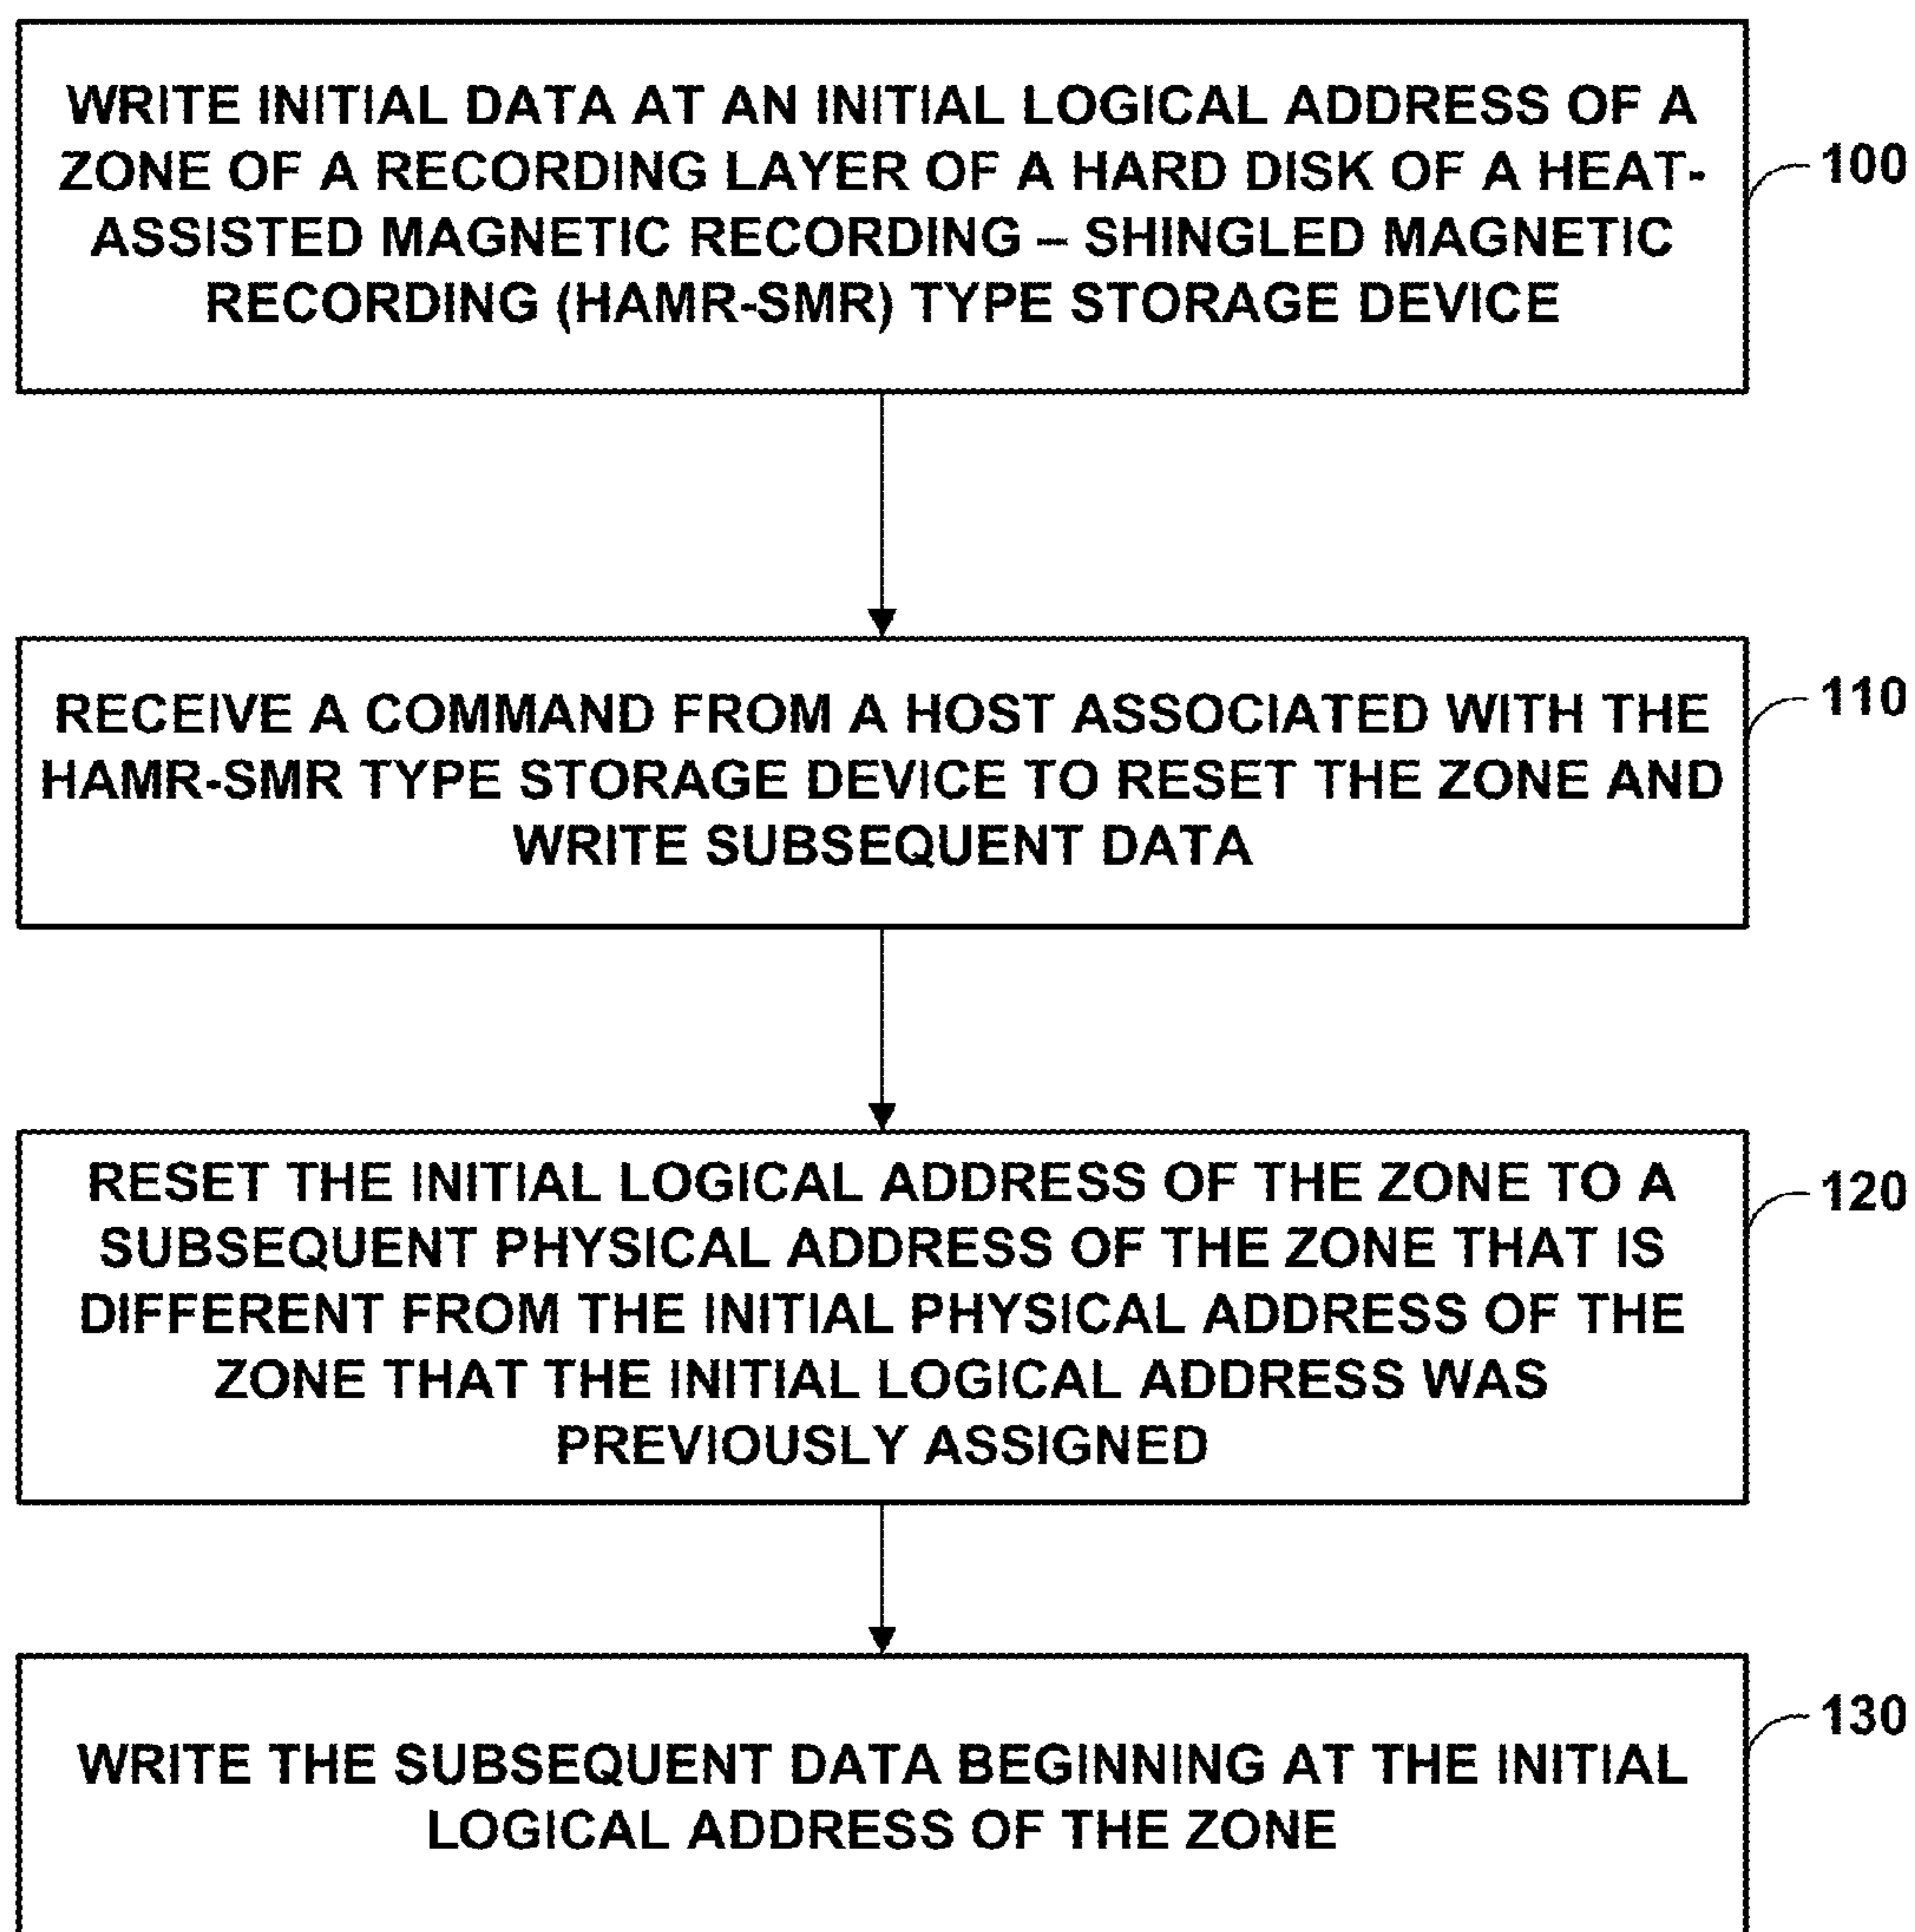 WRITE INITIAL DATA AT AN INITIAL LOGICAL ADDRESS OF A
ZONE OF A RECORDING LAYER OF A HARD DISK OF A HEAT-
ASSISTED MAGNETIC RECORDING – SHINGLED MAGNETIC
RECORDING (HAMR-SMR) TYPE STORAGE DEVICE
100
RECEIVE A COMMAND FROM A HOST ASSOCIATED WITH THE
HAMR-SMR TYPE STORAGE DEVICE TO RESET THE ZONE AND
WRITE SUBSEQUENT DATA
110
RESET THE INITIAL LOGICAL ADDRESS OF THE ZONE TO A
SUBSEQUENT PHYSICAL ADDRESS OF THE ZONE THAT IS
DIFFERENT FROM THE INITIAL PHYSICAL ADDRESS OF THE
ZONE THAT THE INITIAL LOGICAL ADDRESS WAS
PREVIOUSLY ASSIGNED
120
WRITE THE SUBSEQUENT DATA BEGINNING AT THE INITIAL
LOGICAL ADDRESS OF THE ZONE
130